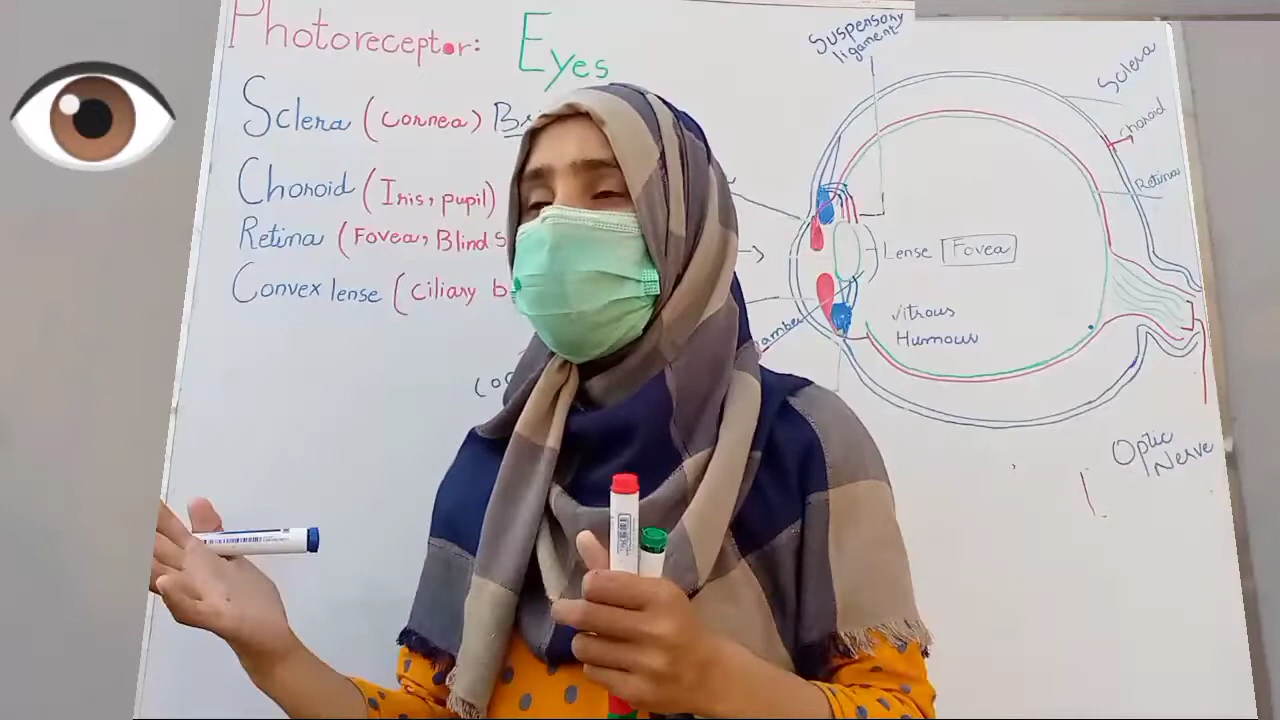 Photoreceptor:
Eyes
Sclera (cornea)
Choroid (Iris, pupil)
Retina (Fovea, Blind S
Convex lense (ciliary b
Suspensory
ligament
Sclera
choroid
Retina
Lense
Fovea
vitrous
Humous
Optic
Nerve